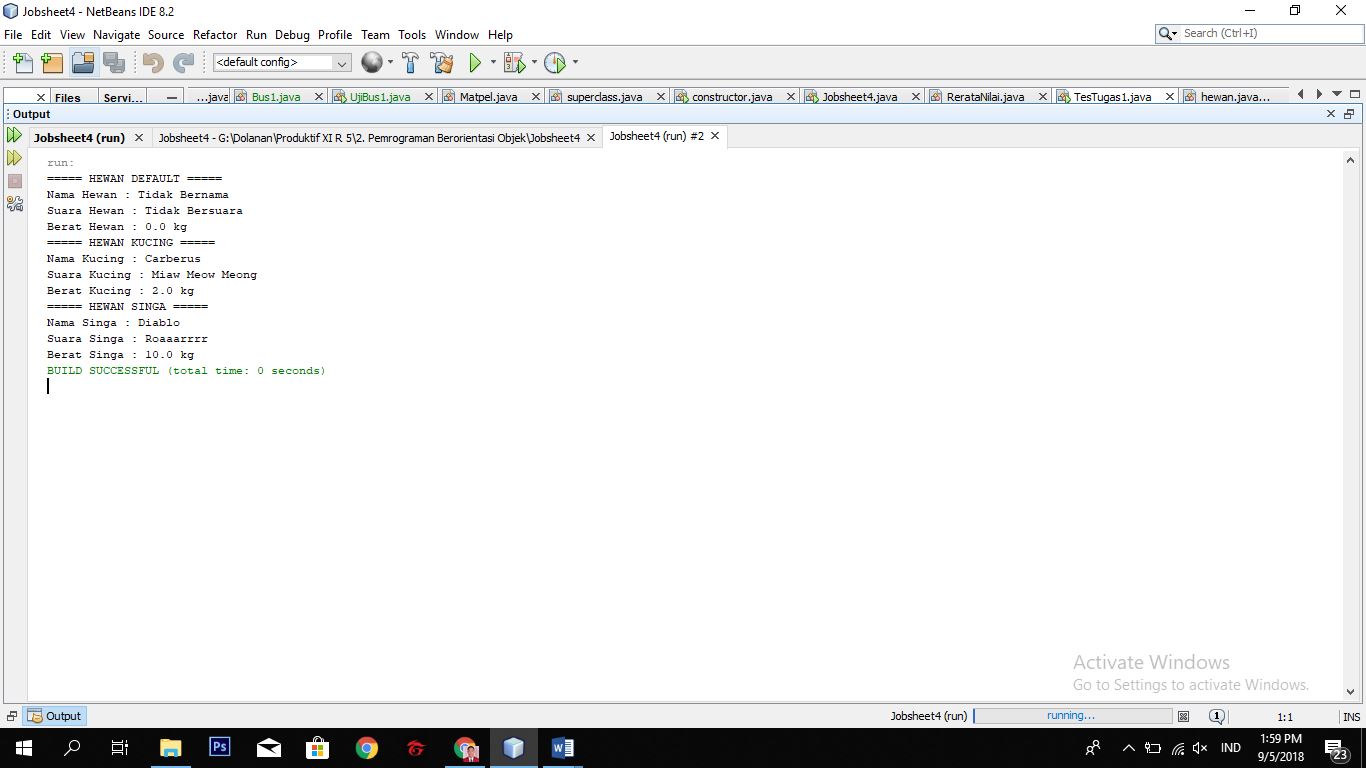 Jobsheet4 - NetBeans IDE 8.2
File Edit View Navigate Source Refactor Run Debug Profile Team Tools Window Help
Search (Ctrl+I)
<default config>
Files Servi... ...java Bus1.java UjiBus1.java Matpel.java superclass.java constructor.java Jobsheet4.java RerataNilai.java TesTugas1.java hewan.java...
Output
Jobsheet4 (run) Jobsheet4 - G:\Dolanan\Produktif XI R 5\2. Pemrograman Berorientasi Objek\Jobsheet4 Jobsheet4 (run) #2
run:
===== HEWAN DEFAULT =====
Nama Hewan : Tidak Bernama
Suara Hewan : Tidak Bersuara
Berat Hewan : 0.0 kg
===== HEWAN KUCING =====
Nama Kucing : Carberus
Suara Kucing : Miaw Meow Meong
Berat Kucing : 2.0 kg
===== HEWAN SINGA =====
Nama Singa : Diablo
Suara Singa : Roaaarrrr
Berat Singa : 10.0 kg
BUILD SUCCESSFUL (total time: 0 seconds)
Activate Windows
Go to Settings to activate Windows.
Output Jobsheet4 (run) running... 1 1:1 INS
Ps W IND 1:59 PM
9/5/2018 23